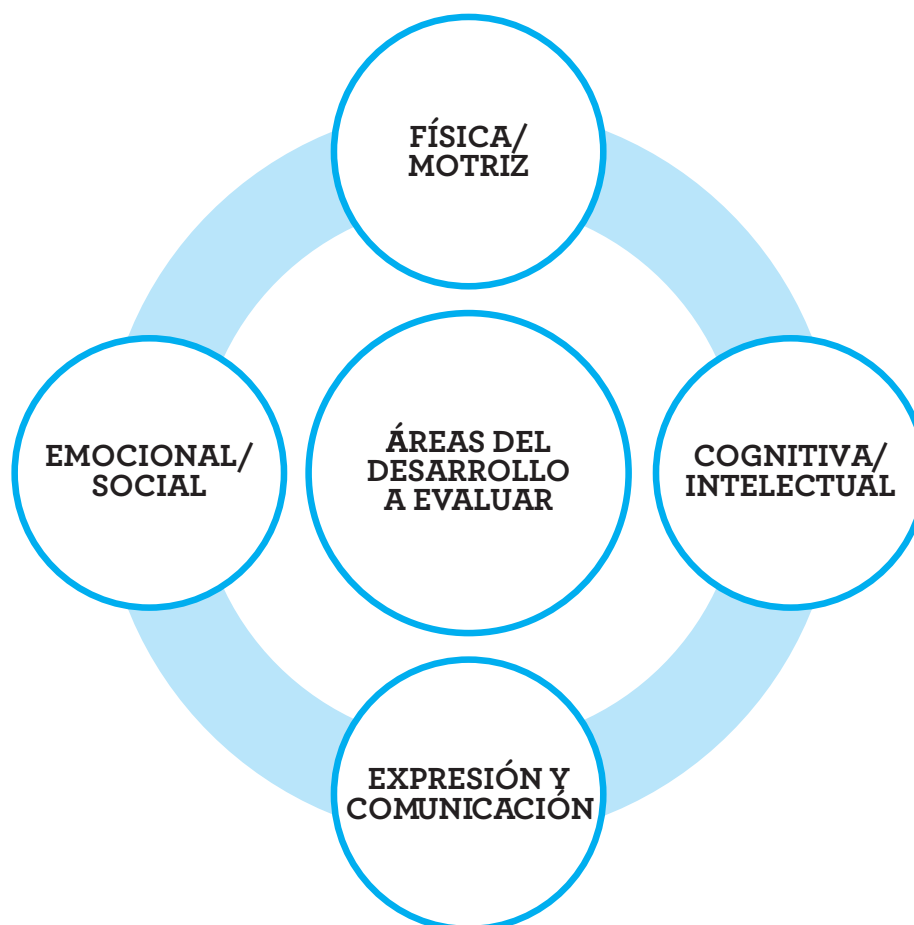 FÍSICA/
MOTRIZ
EMOCIONAL/
SOCIAL
ÁREAS DEL
DESARROLLO
A EVALUAR
COGNITIVA/
INTELECTUAL
EXPRESIÓN Y
COMUNICACIÓN